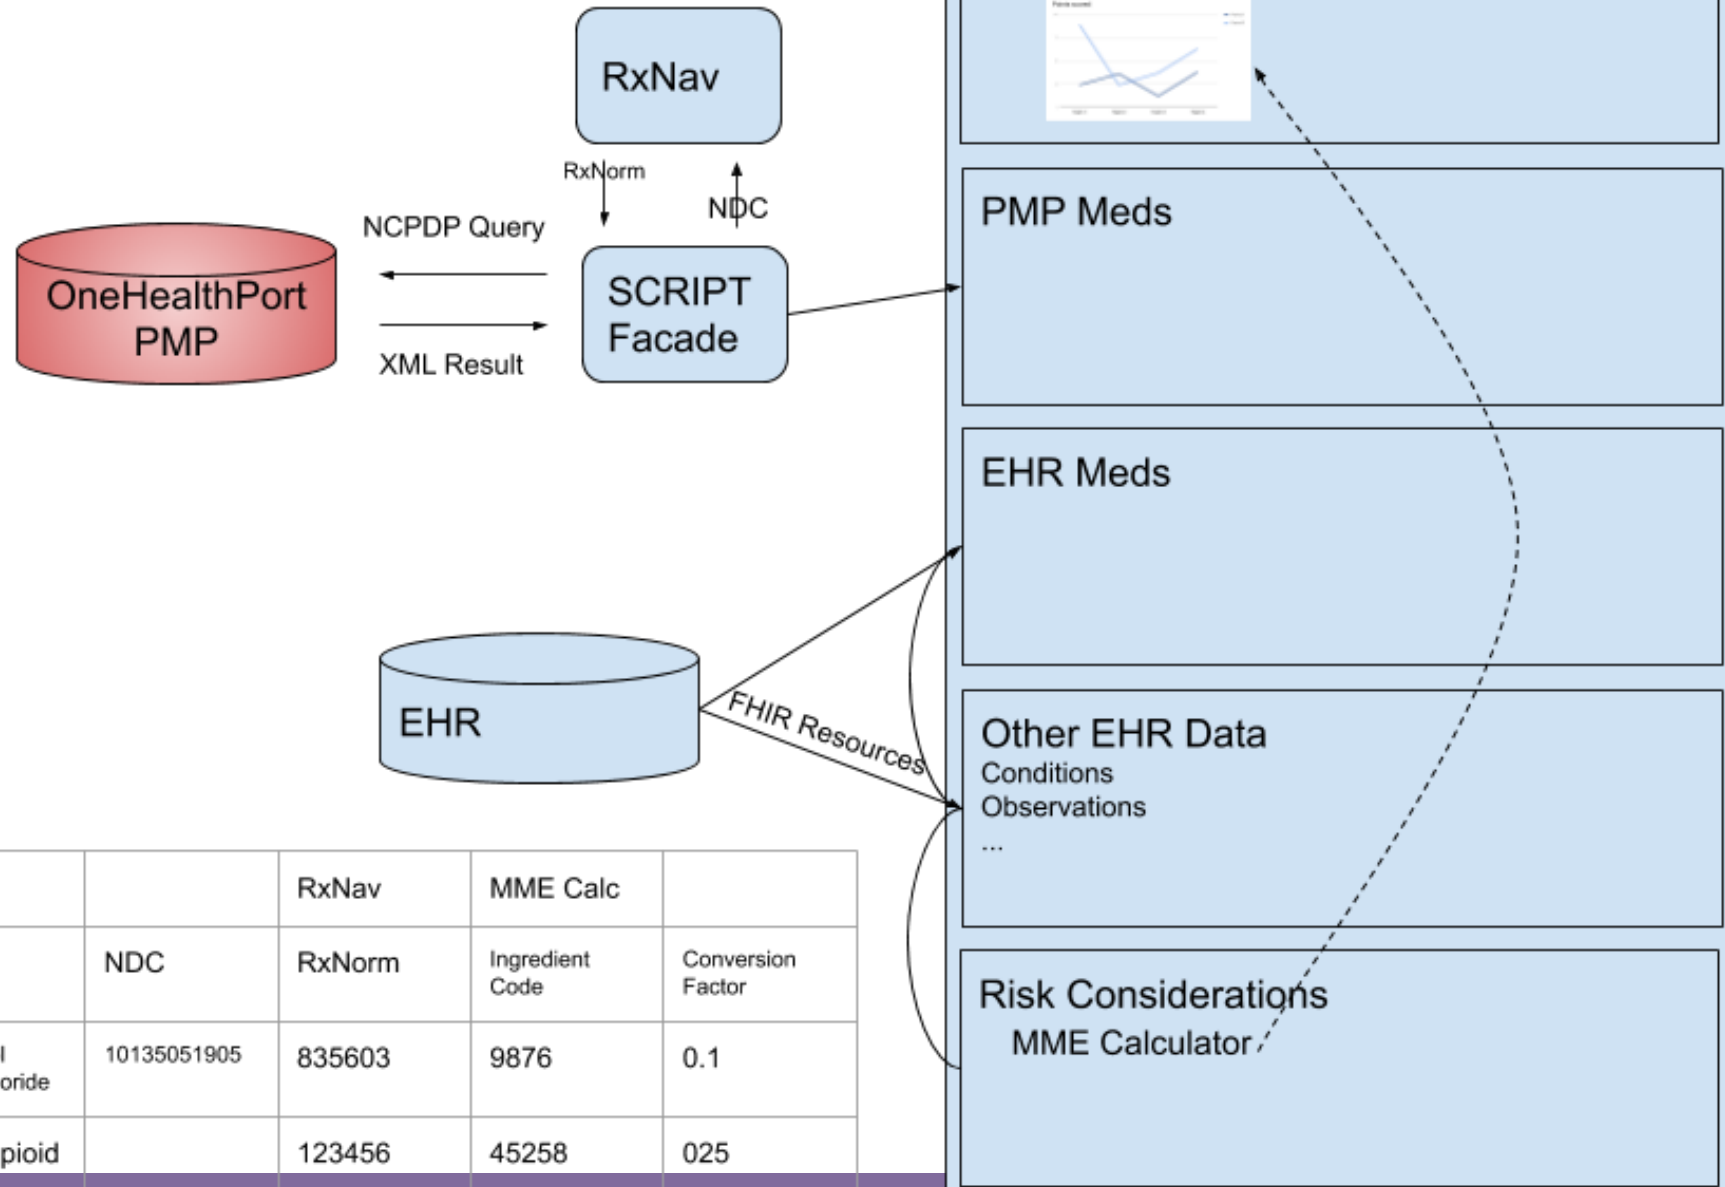 Points scored
RxNav
RxNorm
NDC
NCPDP Query
OneHealthPort
PMP
XML Result
SCRIPT
Facade
PMP Meds
EHR Meds
EHR
FHIR Resources
Other EHR Data
Conditions
Observations
...
Risk Considerations
MME Calculator
RxNav MME Calc
NDC RxNorm Ingredient
Code Conversion
Factor
l
oride 10135051905 835603 9876 0.1
pioid 123456 45258 025